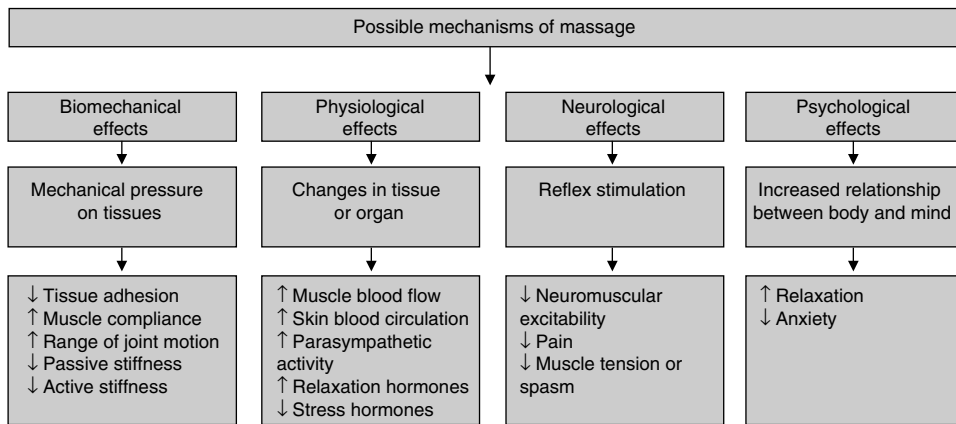 Possible mechanisms of massage
Biomechanical
effects
Physiological
effects
Neurological
effects
Psychological
effects
Mechanical pressure
on tissues
Changes in tissue
or organ
Reflex stimulation
Increased relationship
between body and mind
↓ Tissue adhesion
↑ Muscle compliance
↑ Range of joint motion
↓ Passive stiffness
↓ Active stiffness
↑ Muscle blood flow
↑ Skin blood circulation
↑ Parasympathetic
activity
↑ Relaxation hormones
↓ Stress hormones
↓ Neuromuscular
excitability
↓ Pain
↓ Muscle tension or
spasm
↑ Relaxation
↓ Anxiety